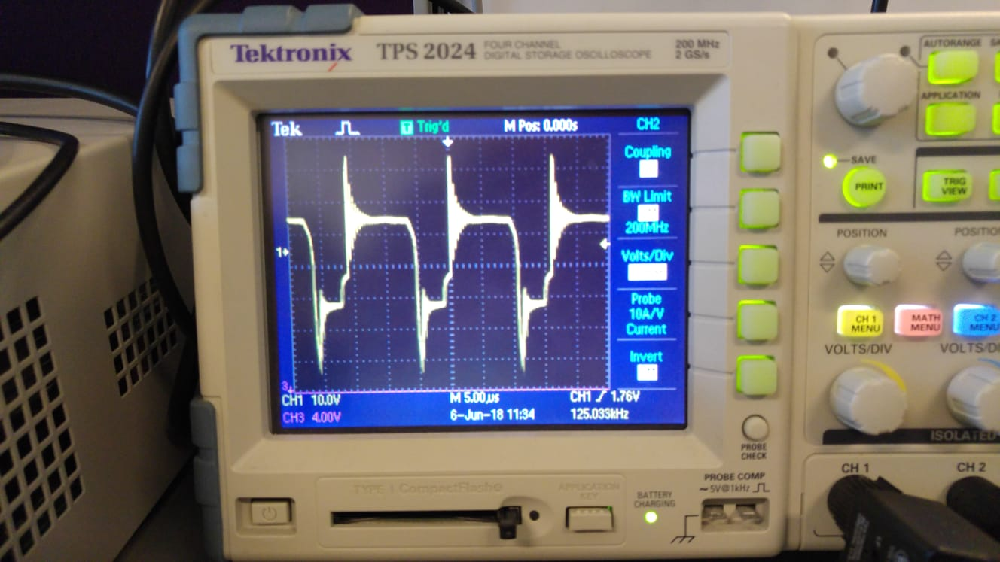 Tektronix TPS 2024 FOUR CHANNEL DIGITAL STORAGE OSCILLOSCOPE 200 MHz 2 GS/s
Tek T Trig'd M Pos: 0.000s CH2
Coupling
BW Limit
200MHz
Volts/Div
Probe
10A/V
Current
Invert
1
3
CH1 10.0V M 5.00µs CH1 1.76V
CH3 4.00V 6-Jun-18 11:34 125.033kHz
AUTORANGE
APPLICATION
SAVE
PRINT
TRIG VIEW
POSITION
CH 1 MENU
MATH MENU
CH 2 MENU
VOLTS/DIV
ISOLATED
PROBE CHECK
PROBE COMP
~5V@1kHz
CH 1 CH 2
TYPE I CompactFlash®
APPLICATION KEY
BATTERY CHARGING